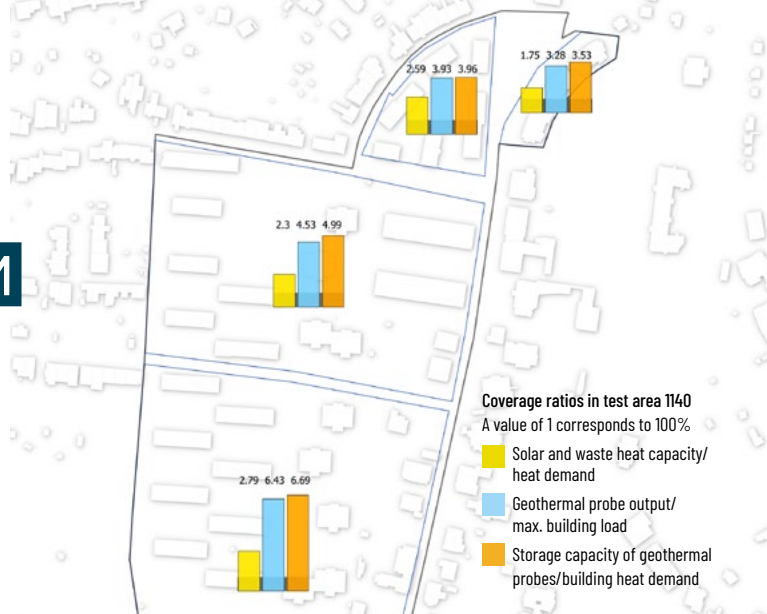 1.75 3.28 3.53
2.59 3.93 3.96
2.3 4.53 4.99
2.79 6.43 6.69
Coverage ratios in test area 1140
A value of 1 corresponds to 100%
Solar and waste heat capacity/
heat demand
Geothermal probe output/
max. building load
Storage capacity of geothermal
probes/building heat demand